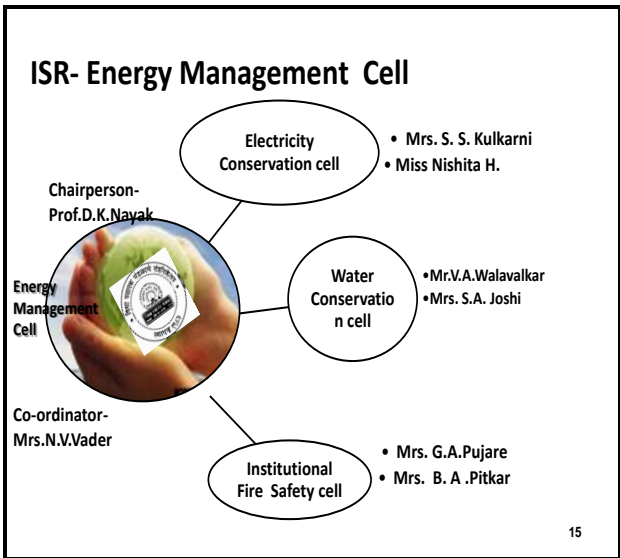 ISR- Energy Management  Cell
Electricity
Conservation cell
• Mrs. S. S. Kulkarni
• Miss Nishita H.
Chairperson-
Prof.D.K.Nayak
Energy
Management
Cell
Water
Conservatio
n cell
•Mr.V.A.Walavalkar
•Mrs. S.A. Joshi
Co-ordinator-
Mrs.N.V.Vader
Institutional
Fire  Safety cell
• Mrs. G.A.Pujare
• Mrs.  B. A .Pitkar
15